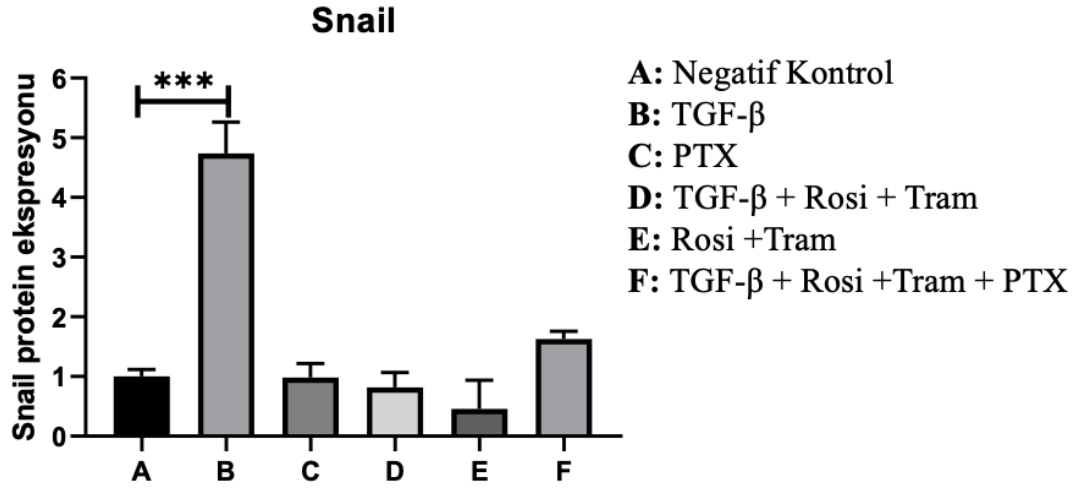 Snail
Snail protein ekspresyonu
6
5
4
3
2
1
0
***
A
B
C
D
E
F
A: Negatif Kontrol
B: TGF-β
C: PTX
D: TGF-β + Rosi + Tram
E: Rosi +Tram
F: TGF-β + Rosi +Tram + PTX